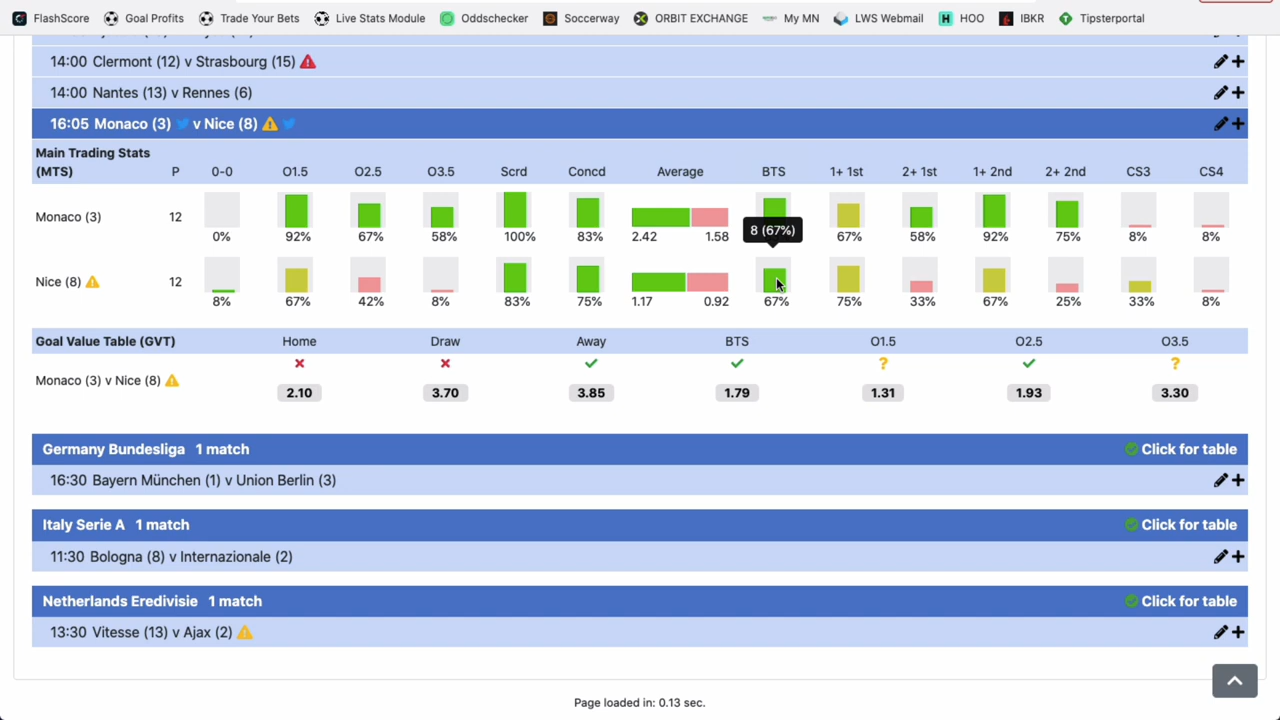 FlashScore Goal Profits Trade Your Bets Live Stats Module Oddschecker Soccerway ORBIT EXCHANGE My MN LWS Webmail HOO IBKR Tipsterportal
14:00 Clermont (12) v Strasbourg (15)
14:00 Nantes (13) v Rennes (6)
16:05 Monaco (3) v Nice (8)
Main Trading Stats
(MTS) P 0-0 O1.5 O2.5 O3.5 Scrd Concd Average BTS 1+ 1st 2+ 1st 1+ 2nd 2+ 2nd CS3 CS4
Monaco (3) 12
0% 92% 67% 58% 100% 83% 2.42 1.58 8 (67%) 67% 58% 92% 75% 8% 8%
Nice (8) 12
8% 67% 42% 8% 83% 75% 1.17 0.92 67% 75% 33% 67% 25% 33% 8%
Goal Value Table (GVT) Home Draw Away BTS O1.5 O2.5 O3.5
? ?
Monaco (3) v Nice (8)
2.10 3.70 3.85 1.79 1.31 1.93 3.30
Germany Bundesliga 1 match Click for table
16:30 Bayern München (1) v Union Berlin (3)
Italy Serie A 1 match Click for table
11:30 Bologna (8) v Internazionale (2)
Netherlands Eredivisie 1 match Click for table
13:30 Vitesse (13) v Ajax (2)
Page loaded in: 0.13 sec.